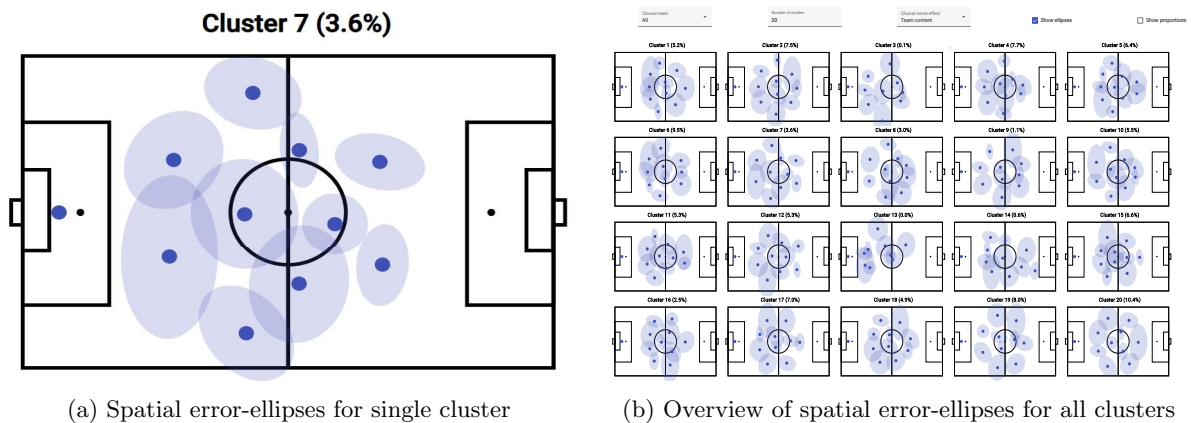 Cluster 7 (3.6%)
Choose team
All
Number of clusters
20
Choose hover effect
Team content
Show ellipses
Show proportions
Cluster 1 (5.2%)
Cluster 2 (7.5%)
Cluster 3 (0.1%)
Cluster 4 (7.7%)
Cluster 5 (6.4%)
Cluster 6 (9.5%)
Cluster 7 (3.6%)
Cluster 8 (3.0%)
Cluster 9 (1.1%)
Cluster 10 (5.5%)
Cluster 11 (5.3%)
Cluster 12 (5.3%)
Cluster 13 (0.0%)
Cluster 14 (0.6%)
Cluster 15 (6.6%)
Cluster 16 (2.5%)
Cluster 17 (7.0%)
Cluster 18 (4.9%)
Cluster 19 (8.0%)
Cluster 20 (10.4%)
(a) Spatial error-ellipses for single cluster
(b) Overview of spatial error-ellipses for all clusters